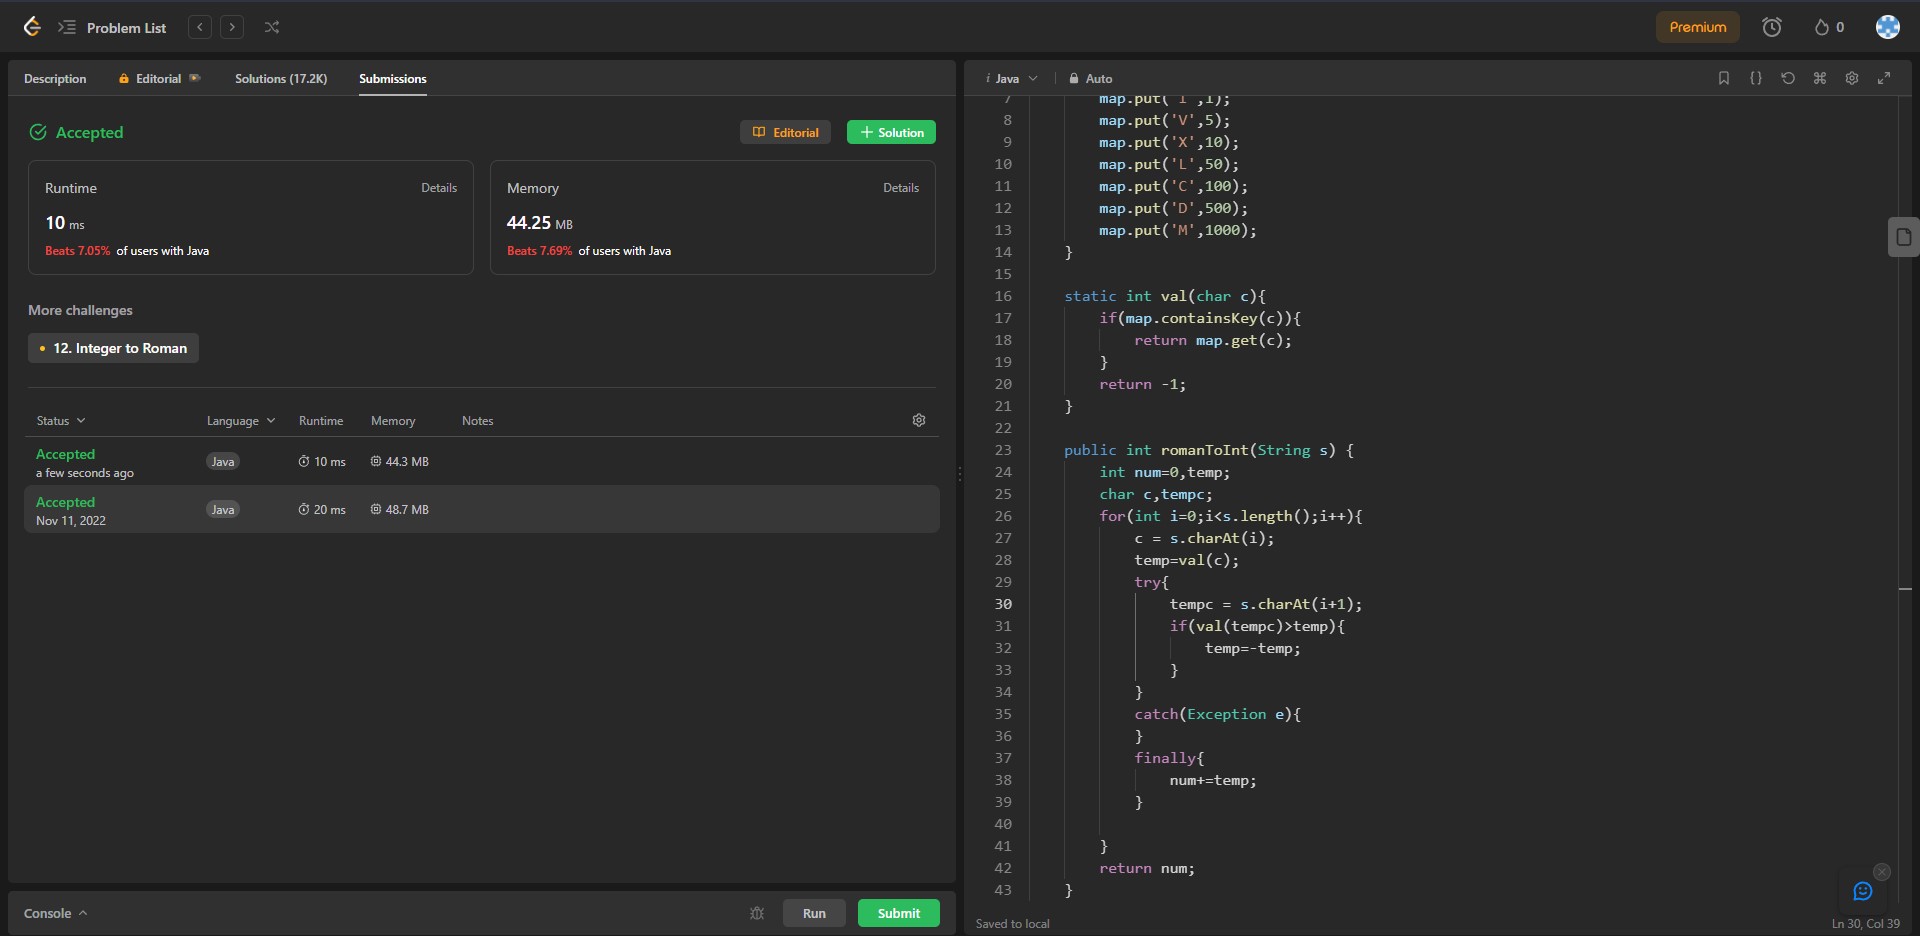 Problem List
Premium
0
Description
Editorial
Solutions (17.2K)
Submissions
Accepted
Editorial
Solution
Runtime
Details
10 ms
Beats 7.05% of users with Java
Memory
Details
44.25 MB
Beats 7.69% of users with Java
More challenges
12. Integer to Roman
Status Language Runtime Memory Notes
Accepted
a few seconds ago
Java
10 ms
44.3 MB
Accepted
Nov 11, 2022
Java
20 ms
48.7 MB
Console
Run
Submit
i Java
Auto
7 map.put('I',1);
8 map.put('V',5);
9 map.put('X',10);
10 map.put('L',50);
11 map.put('C',100);
12 map.put('D',500);
13 map.put('M',1000);
14 }
15
16 static int val(char c){
17 if(map.containsKey(c)){
18 return map.get(c);
19 }
20 return -1;
21 }
22
23 public int romanToInt(String s) {
24 int num=0,temp;
25 char c,tempc;
26 for(int i=0;i<s.length();i++){
27 c = s.charAt(i);
28 temp=val(c);
29 try{
30 tempc = s.charAt(i+1);
31 if(val(tempc)>temp){
32 temp=-temp;
33 }
34 }
35 catch(Exception e){
36 }
37 finally{
38 num+=temp;
39 }
40
41 }
42 return num;
43 }
Saved to local
Ln 30, Col 39